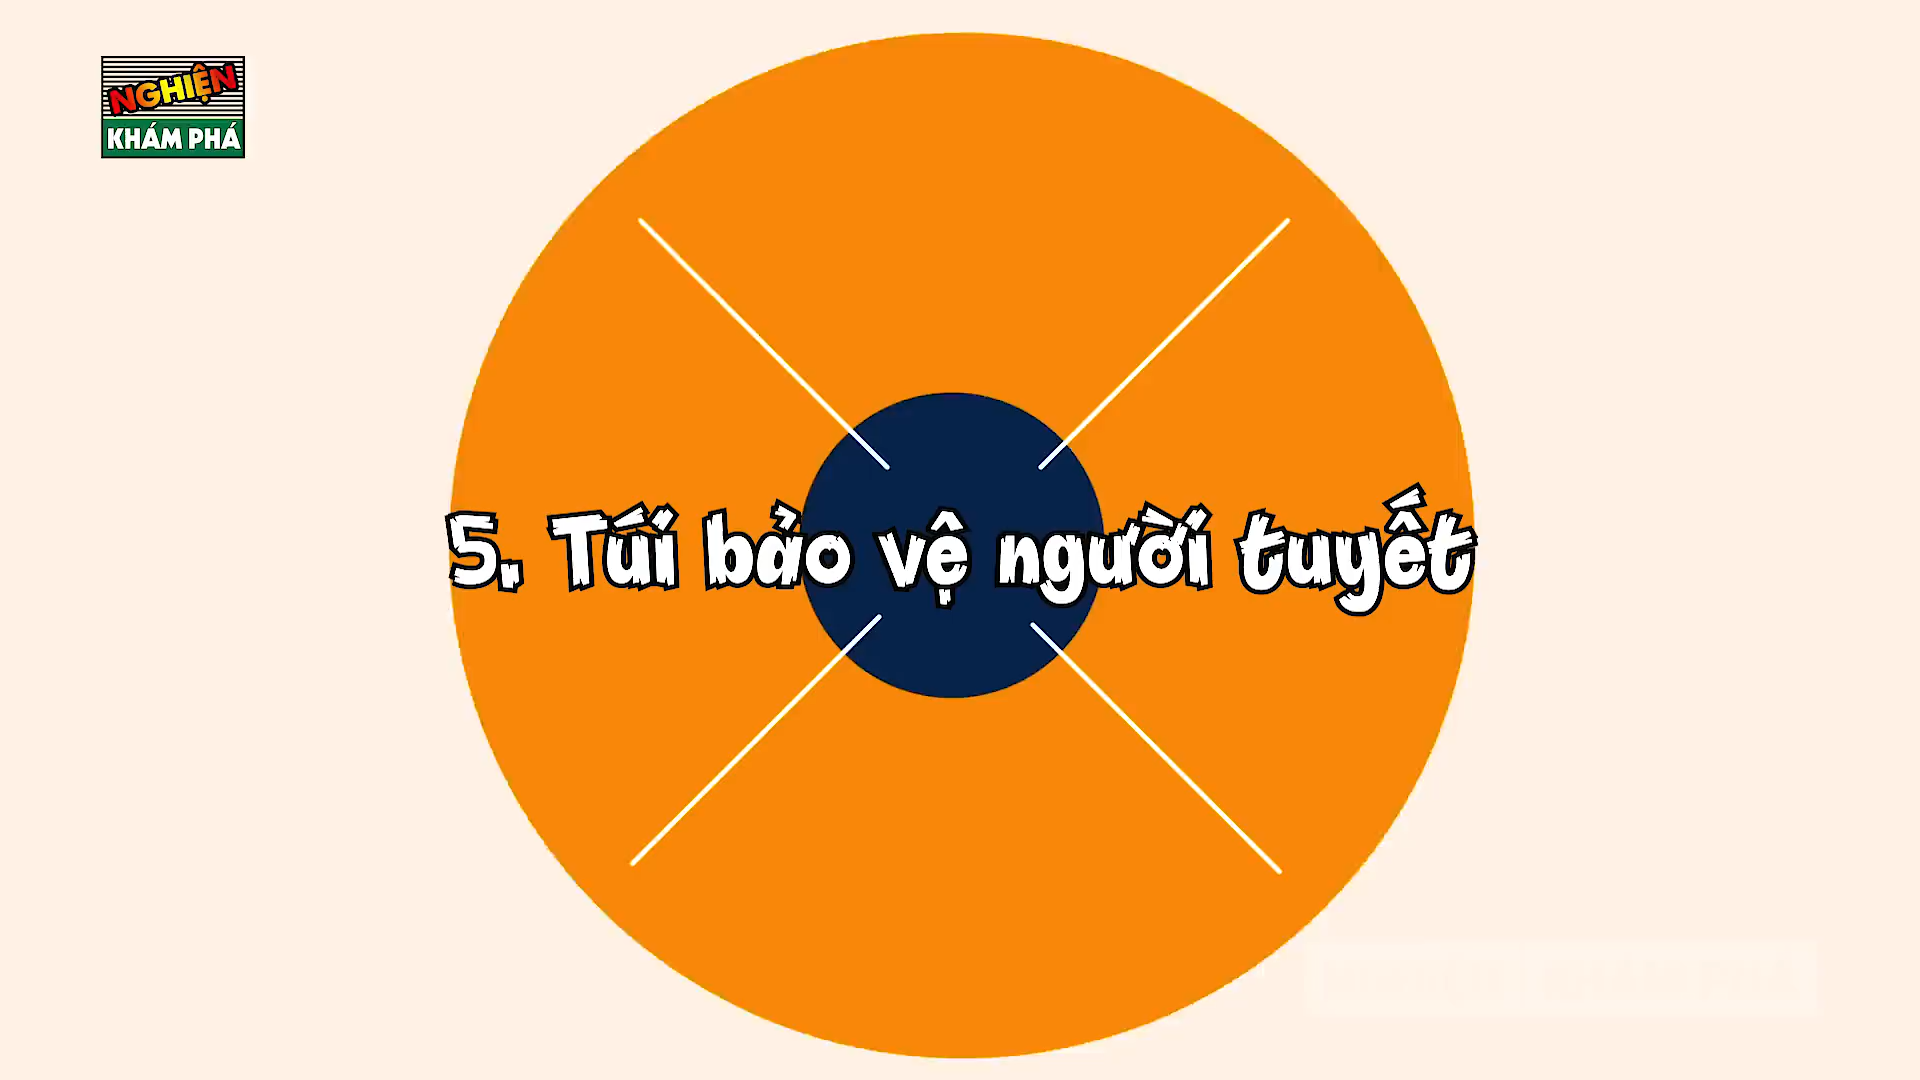 NGHIỆN
KHÁM PHÁ
5. Túi bảo vệ người tuyết